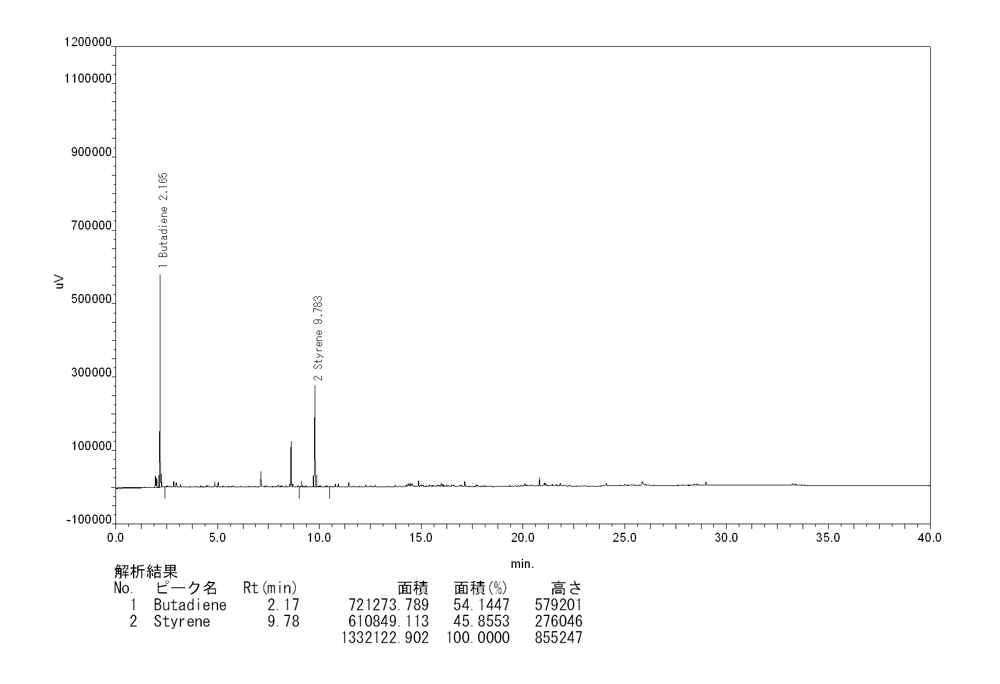 1200000
1100000
900000
700000
500000
300000
100000
-100000
uV
1 Butadiene 2.165
2 Styrene 9.783
0.0 5.0 10.0 15.0 20.0 25.0 30.0 35.0 40.0
min.
解析結果
No. ピーク名 Rt(min) 面積 面積(%) 高さ
1 Butadiene 2.17 721273.789 54.1447 579201
2 Styrene 9.78 610849.113 45.8553 276046
1332122.902 100.0000 855247